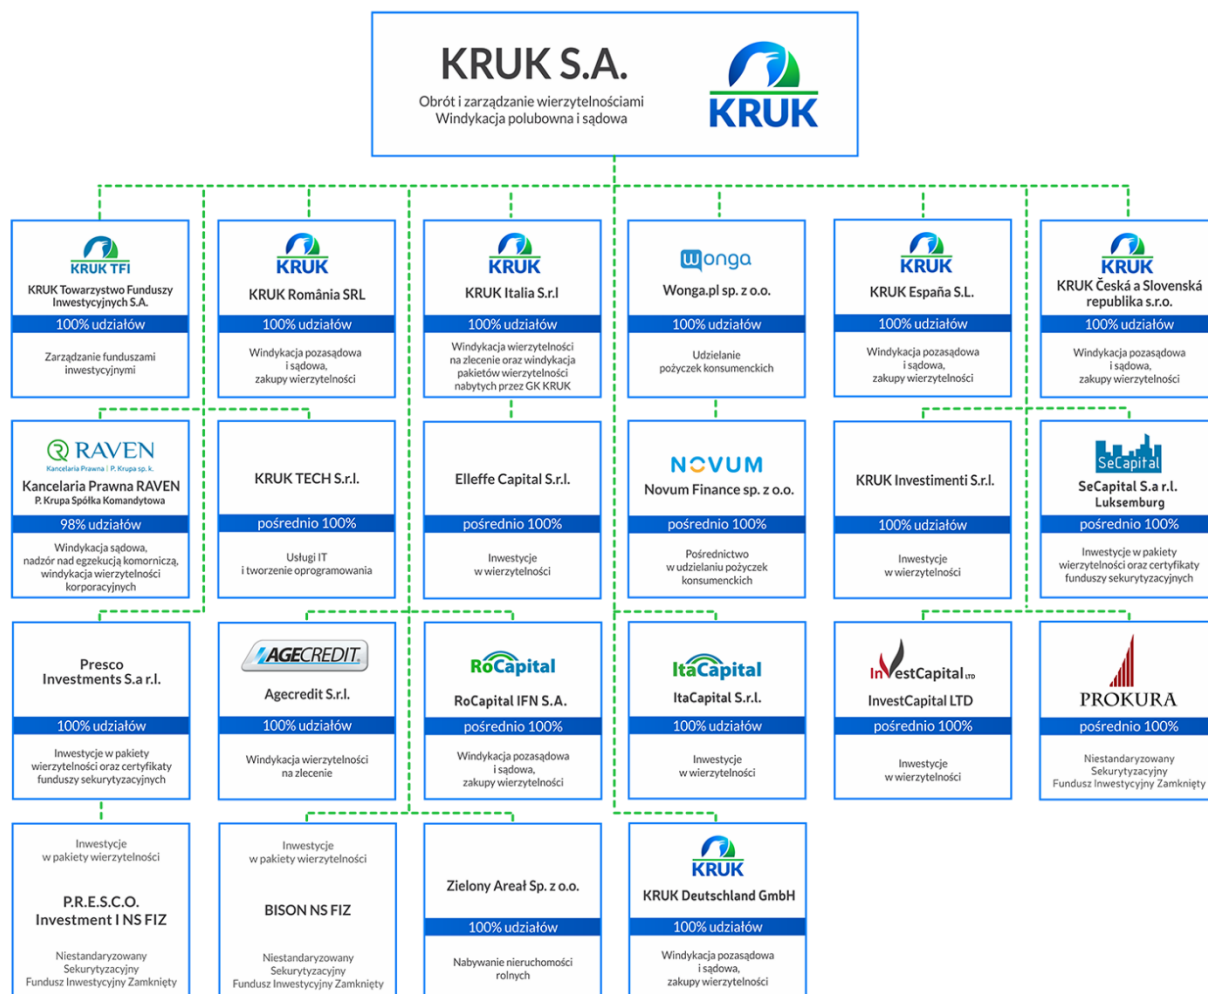 KRUK S.A.
Obrót i zarządzanie wierzytelnościami
Windykacja polubowna i sądowa
KRUK
KRUK TFI
KRUK Towarzystwo Funduszy
Inwestycyjnych S.A.
100% udziałów
Zarządzanie funduszami
inwestycyjnymi
KRUK
KRUK România SRL
100% udziałów
Windykacja pozasądowa
i sądowa,
zakupy wierzytelności
KRUK
KRUK Italia S.r.l
100% udziałów
Windykacja wierzytelności
na zlecenie oraz windykacja
pakietów wierzytelności
nabytych przez GK KRUK
wonga
Wonga.pl sp. z o.o.
100% udziałów
Udzielanie
pożyczek konsumenckich
KRUK
KRUK España S.L.
100% udziałów
Windykacja pozasądowa
i sądowa,
zakupy wierzytelności
KRUK
KRUK Česká a Slovenská
republika s.r.o.
100% udziałów
Windykacja pozasądowa
i sądowa,
zakupy wierzytelności
RAVEN
Kancelaria Prawna | P. Krupa sp. k.
Kancelaria Prawna RAVEN
P. Krupa Spółka Komandytowa
98% udziałów
Windykacja sądowa,
nadzór nad egzekucją komorniczą,
windykacja wierzytelności
korporacyjnych
KRUK TECH S.r.l.
pośrednio 100%
Usługi IT
i tworzenie oprogramowania
Elleffe Capital S.r.l.
pośrednio 100%
Inwestycje
w wierzytelności
NOVUM
Novum Finance sp. z o.o.
pośrednio 100%
Pośrednictwo
w udzielaniu pożyczek
konsumenckich
KRUK Investimenti S.r.l.
100% udziałów
Inwestycje
w wierzytelności
SeCapital
SeCapital S.a r.l.
Luksemburg
pośrednio 100%
Inwestycje w pakiety
wierzytelności oraz certyfikaty
funduszy sekurytyzacyjnych
Presco
Investments S.a r.l.
100% udziałów
Inwestycje w pakiety
wierzytelności oraz certyfikaty
funduszy sekurytyzacyjnych
AGECREDIT
Agecredit S.r.l.
100% udziałów
Windykacja wierzytelności
na zlecenie
RoCapital
RoCapital IFN S.A.
pośrednio 100%
Windykacja pozasądowa
i sądowa,
zakupy wierzytelności
ItaCapital
ItaCapital S.r.l.
100% udziałów
Inwestycje
w wierzytelności
InVestCapital LTD
InvestCapital LTD
pośrednio 100%
Inwestycje
w wierzytelności
PROKURA
pośrednio 100%
Niestandaryzowany
Sekurytyzacyjny
Fundusz Inwestycyjny Zamknięty
Inwestycje
w pakiety wierzytelności
P.R.E.S.C.O.
Investment I NS FIZ
Niestandaryzowany
Sekurytyzacyjny
Fundusz Inwestycyjny Zamknięty
Inwestycje
w pakiety wierzytelności
BISON NS FIZ
Niestandaryzowany
Sekurytyzacyjny
Fundusz Inwestycyjny Zamknięty
Zielony Areał Sp. z o.o.
100% udziałów
Nabywanie nieruchomości
rolnych
KRUK
KRUK Deutschland GmbH
100% udziałów
Windykacja pozasądowa
i sądowa,
zakupy wierzytelności